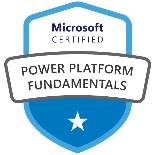 Microsoft
CERTIFIED
POWER PLATFORM
FUNDAMENTALS